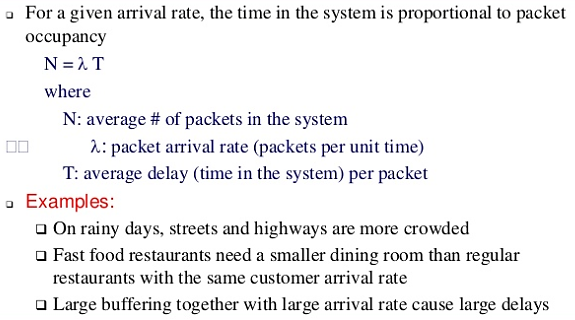 For a given arrival rate, the time in the system is proportional to packet
occupancy
N = λ T
where
N: average # of packets in the system
λ: packet arrival rate (packets per unit time)
T: average delay (time in the system) per packet
Examples:
On rainy days, streets and highways are more crowded
Fast food restaurants need a smaller dining room than regular
restaurants with the same customer arrival rate
Large buffering together with large arrival rate cause large delays